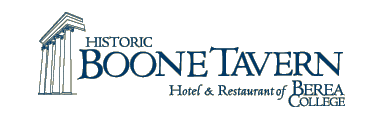 HISTORIC
BOONE TAVERN
Hotel & Restaurant of BEREA
COLLEGE